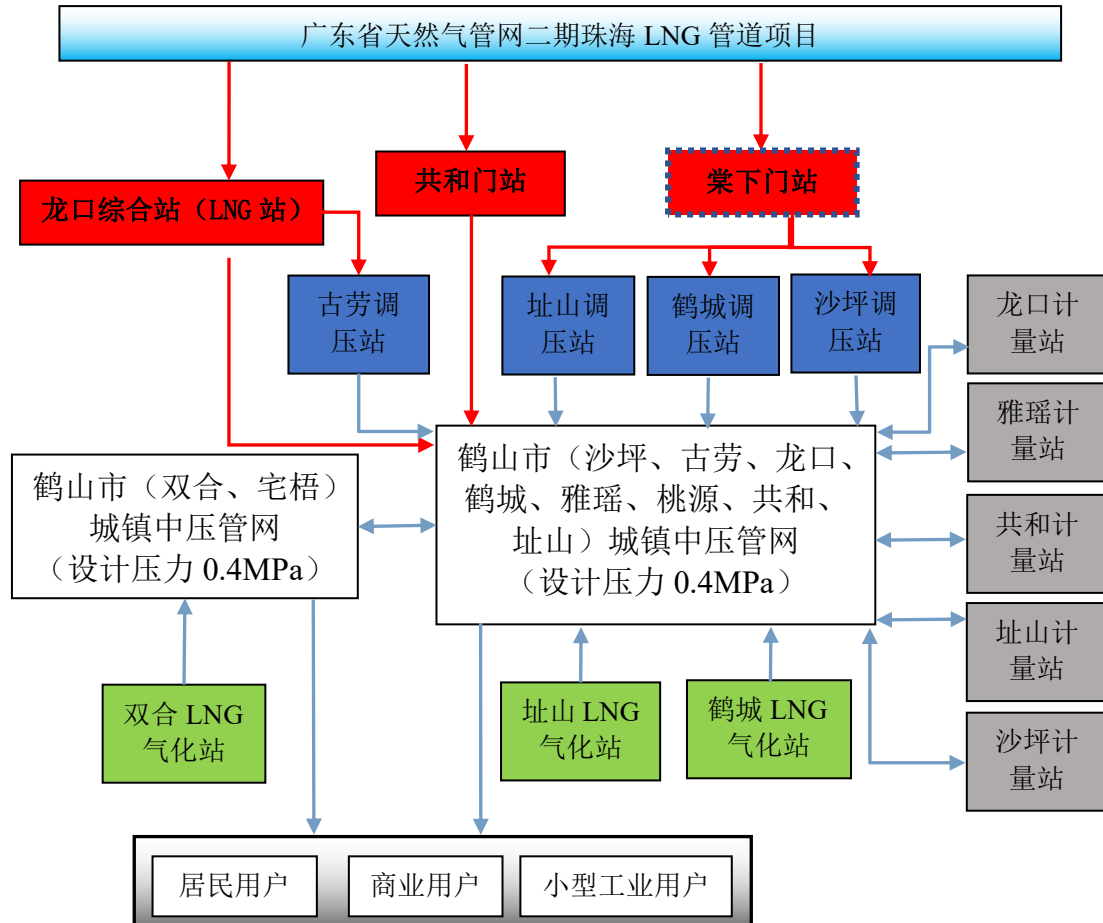 广东省天然气管网二期珠海 LNG 管道项目
龙口综合站（LNG 站）
共和门站
棠下门站
古劳调
压站
址山调
压站
鹤城调
压站
沙坪调
压站
龙口计
量站
雅瑶计
量站
共和计
量站
址山计
量站
沙坪计
量站
鹤山市（双合、宅梧）
城镇中压管网
（设计压力 0.4MPa）
鹤山市（沙坪、古劳、龙口、
鹤城、雅瑶、桃源、共和、
址山）城镇中压管网
（设计压力 0.4MPa）
双合 LNG
气化站
址山 LNG
气化站
鹤城 LNG
气化站
居民用户
商业用户
小型工业用户